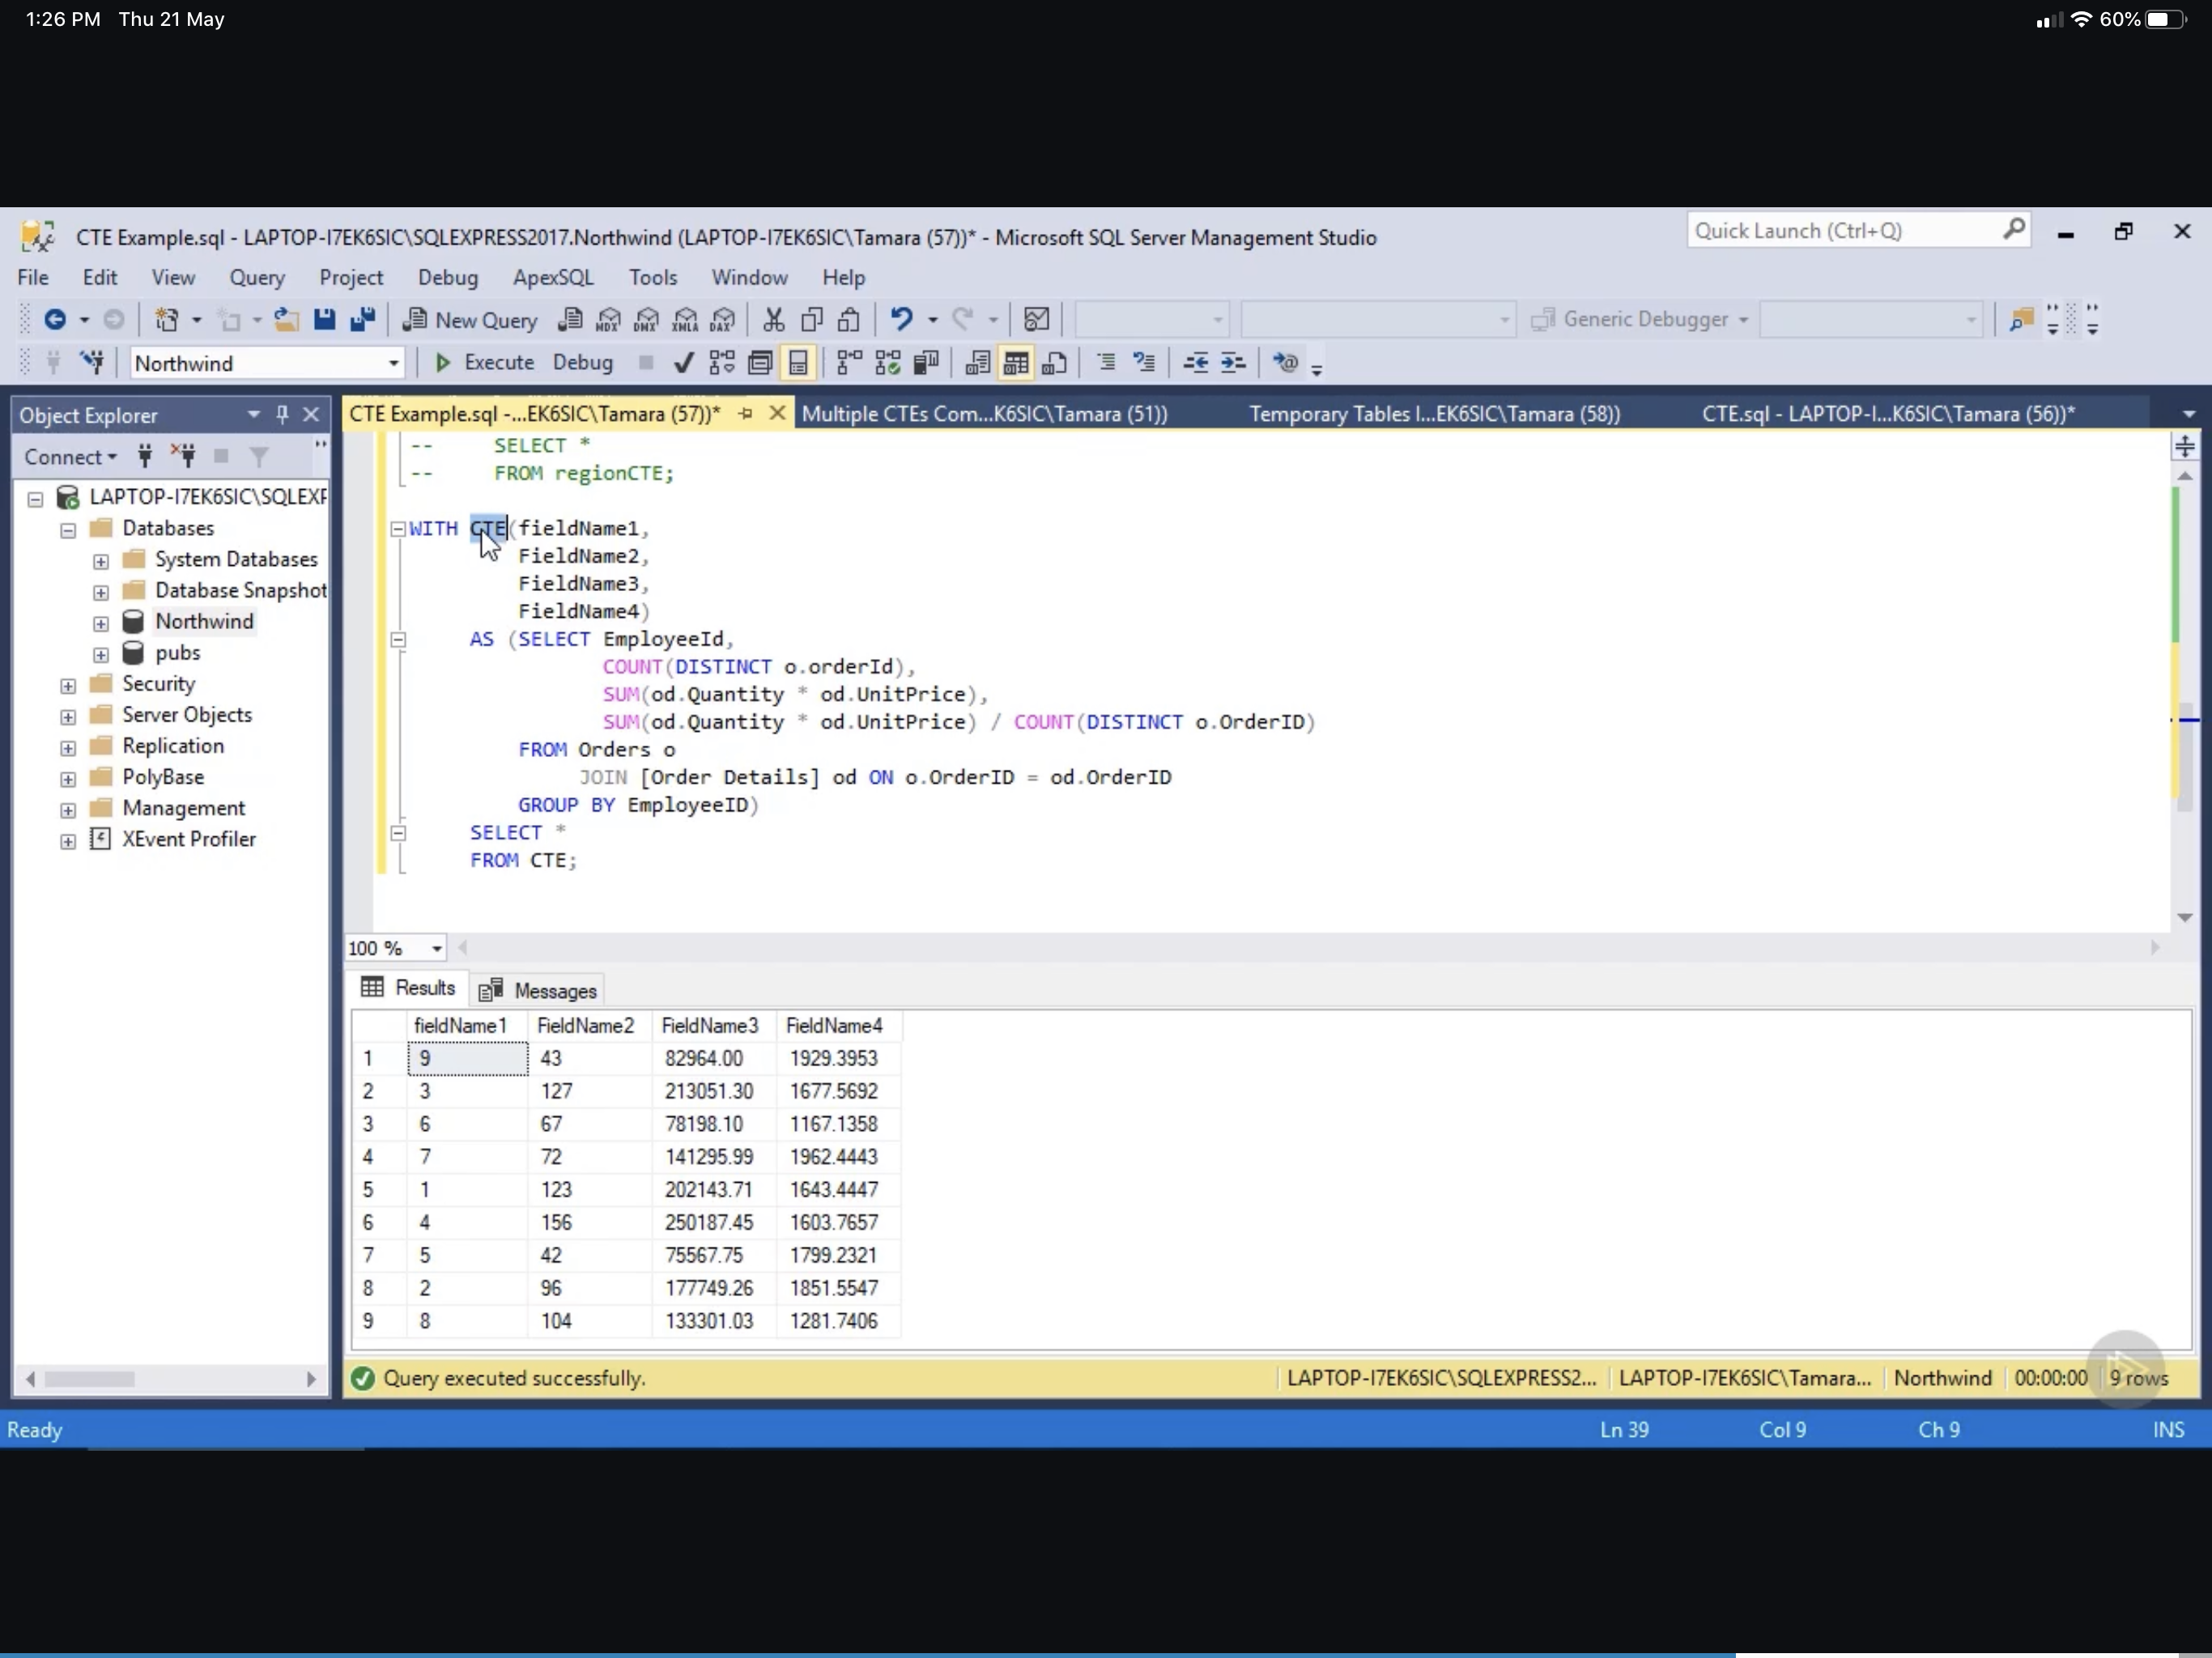 1:26 PM Thu 21 May
60%
CTE Example.sql - LAPTOP-I7EK6SIC\SQLEXPRESS2017.Northwind (LAPTOP-I7EK6SIC\Tamara (57))* - Microsoft SQL Server Management Studio
Quick Launch (Ctrl+Q)
File Edit View Query Project Debug ApexSQL Tools Window Help
New Query MDX DMX XMLA DAX Generic Debugger
Northwind Execute Debug
Object Explorer
CTE Example.sql -...EK6SIC\Tamara (57))* Multiple CTEs Com...K6SIC\Tamara (51)) Temporary Tables I...EK6SIC\Tamara (58)) CTE.sql - LAPTOP-I...K6SIC\Tamara (56))*
Connect
LAPTOP-I7EK6SIC\SQLEXP
Databases
System Databases
Database Snapshot
Northwind
pubs
Security
Server Objects
Replication
PolyBase
Management
XEvent Profiler
-- SELECT *
-- FROM regionCTE;
WITH CTE(fieldName1,
FieldName2,
FieldName3,
FieldName4)
AS (SELECT EmployeeId,
COUNT(DISTINCT o.orderId),
SUM(od.Quantity * od.UnitPrice),
SUM(od.Quantity * od.UnitPrice) / COUNT(DISTINCT o.OrderID)
FROM Orders o
JOIN [Order Details] od ON o.OrderID = od.OrderID
GROUP BY EmployeeID)
SELECT *
FROM CTE;
100 %
Results Messages
fieldName1 FieldName2 FieldName3 FieldName4
1 9 43 82964.00 1929.3953
2 3 127 213051.30 1677.5692
3 6 67 78198.10 1167.1358
4 7 72 141295.99 1962.4443
5 1 123 202143.71 1643.4447
6 4 156 250187.45 1603.7657
7 5 42 75567.75 1799.2321
8 2 96 177749.26 1851.5547
9 8 104 133301.03 1281.7406
Query executed successfully. LAPTOP-I7EK6SIC\SQLEXPRESS2... LAPTOP-I7EK6SIC\Tamara... Northwind 00:00:00 9 rows
Ready Ln 39 Col 9 Ch 9 INS